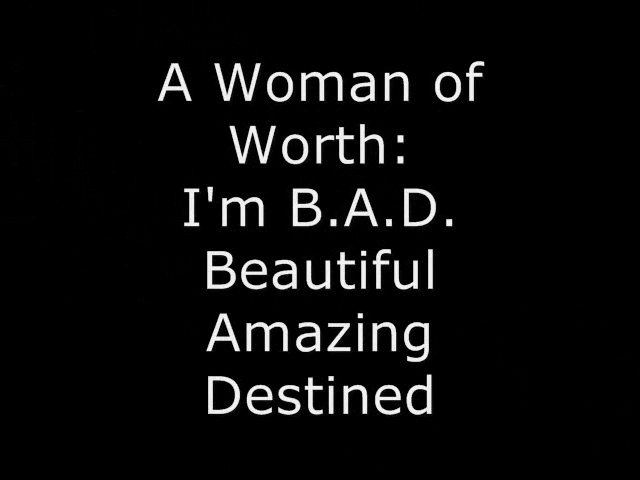 A Woman of
Worth:
I'm B.A.D.
Beautiful
Amazing
Destined